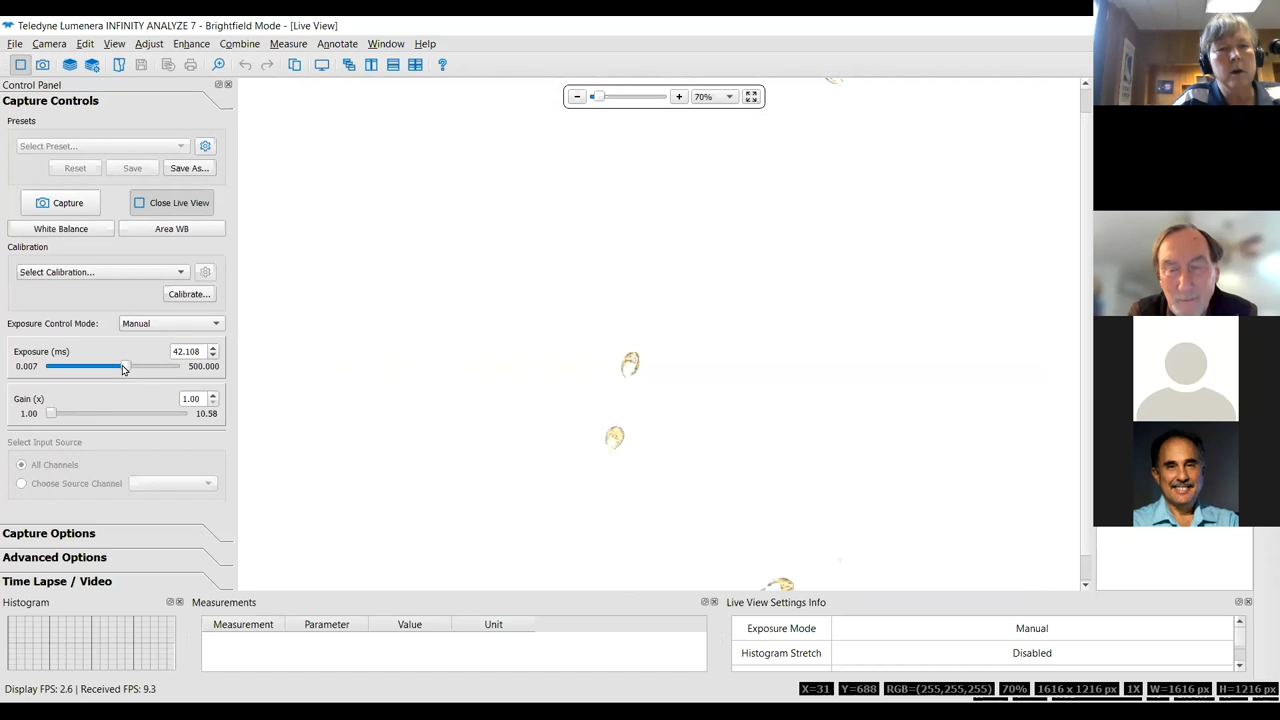 Teledyne Lumenera INFINITY ANALYZE 7 - Brightfield Mode - [Live View]
File Camera Edit View Adjust Enhance Combine Measure Annotate Window Help
Control Panel
Capture Controls
70%
Presets
Select Preset...
Reset Save Save As...
Capture Close Live View
White Balance Area WB
Calibration
Select Calibration...
Calibrate...
Exposure Control Mode: Manual
Exposure (ms) 42.108
0.007 500.000
Gain (x) 1.00
1.00 10.58
Select Input Source
All Channels
Choose Source Channel
Capture Options
Advanced Options
Time Lapse / Video
Histogram Measurements Live View Settings Info
Measurement Parameter Value Unit
Exposure Mode Manual
Histogram Stretch Disabled
Display FPS: 2.6 | Received FPS: 9.3
X=31 Y=688 RGB=(255,255,255) 70% 1616 x 1216 px 1X W=1616 px H=1216 px